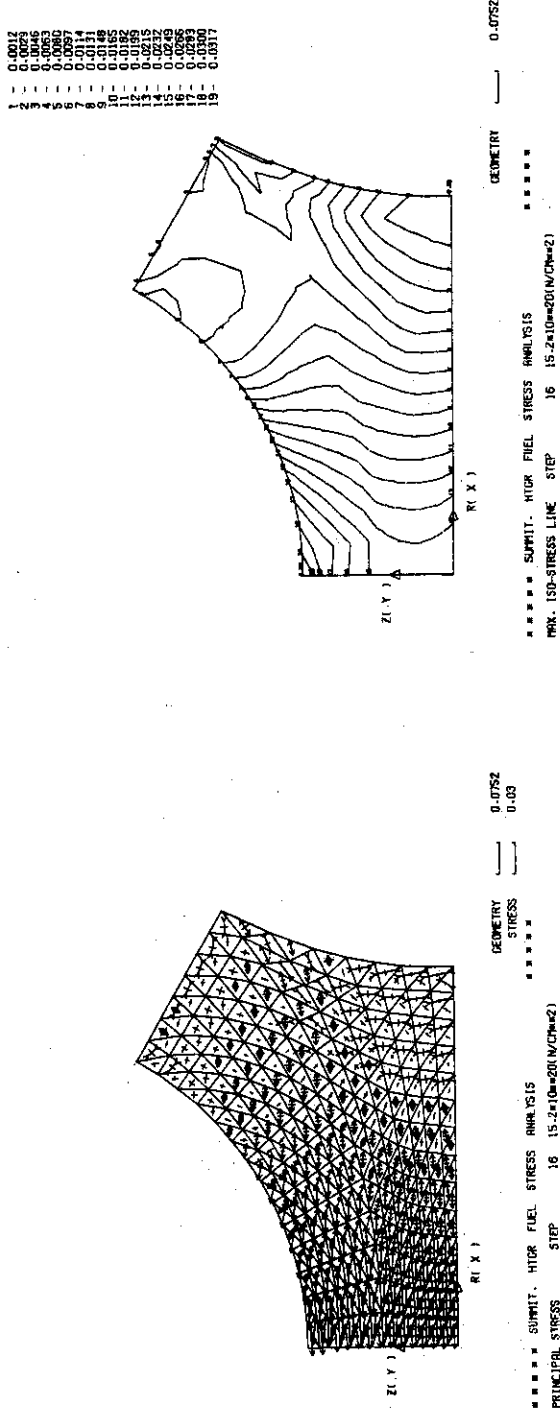 1 - 0.0012
2 - 0.0029
3 - 0.0046
4 - 0.0063
5 - 0.0080
6 - 0.0097
7 - 0.0114
8 - 0.0131
9 - 0.0148
10 - 0.0165
11 - 0.0182
12 - 0.0199
13 - 0.0215
14 - 0.0232
15 - 0.0249
16 - 0.0266
17 - 0.0283
18 - 0.0300
19 - 0.0317
Z( Y )
R( X )
GEOMETRY 0.0752
* * * * * SUMMIT. HTGR FUEL STRESS ANALYSIS * * * * *
MAX. ISO-STRESS LINE STEP 16 15.2*10**20(N/CM**2)
Z( Y )
R( X )
GEOMETRY 0.0752
STRESS 0.03
* * * * * SUMMIT. HTGR FUEL STRESS ANALYSIS * * * * *
PRINCIPAL STRESS STEP 16 15.2*10**20(N/CM**2)